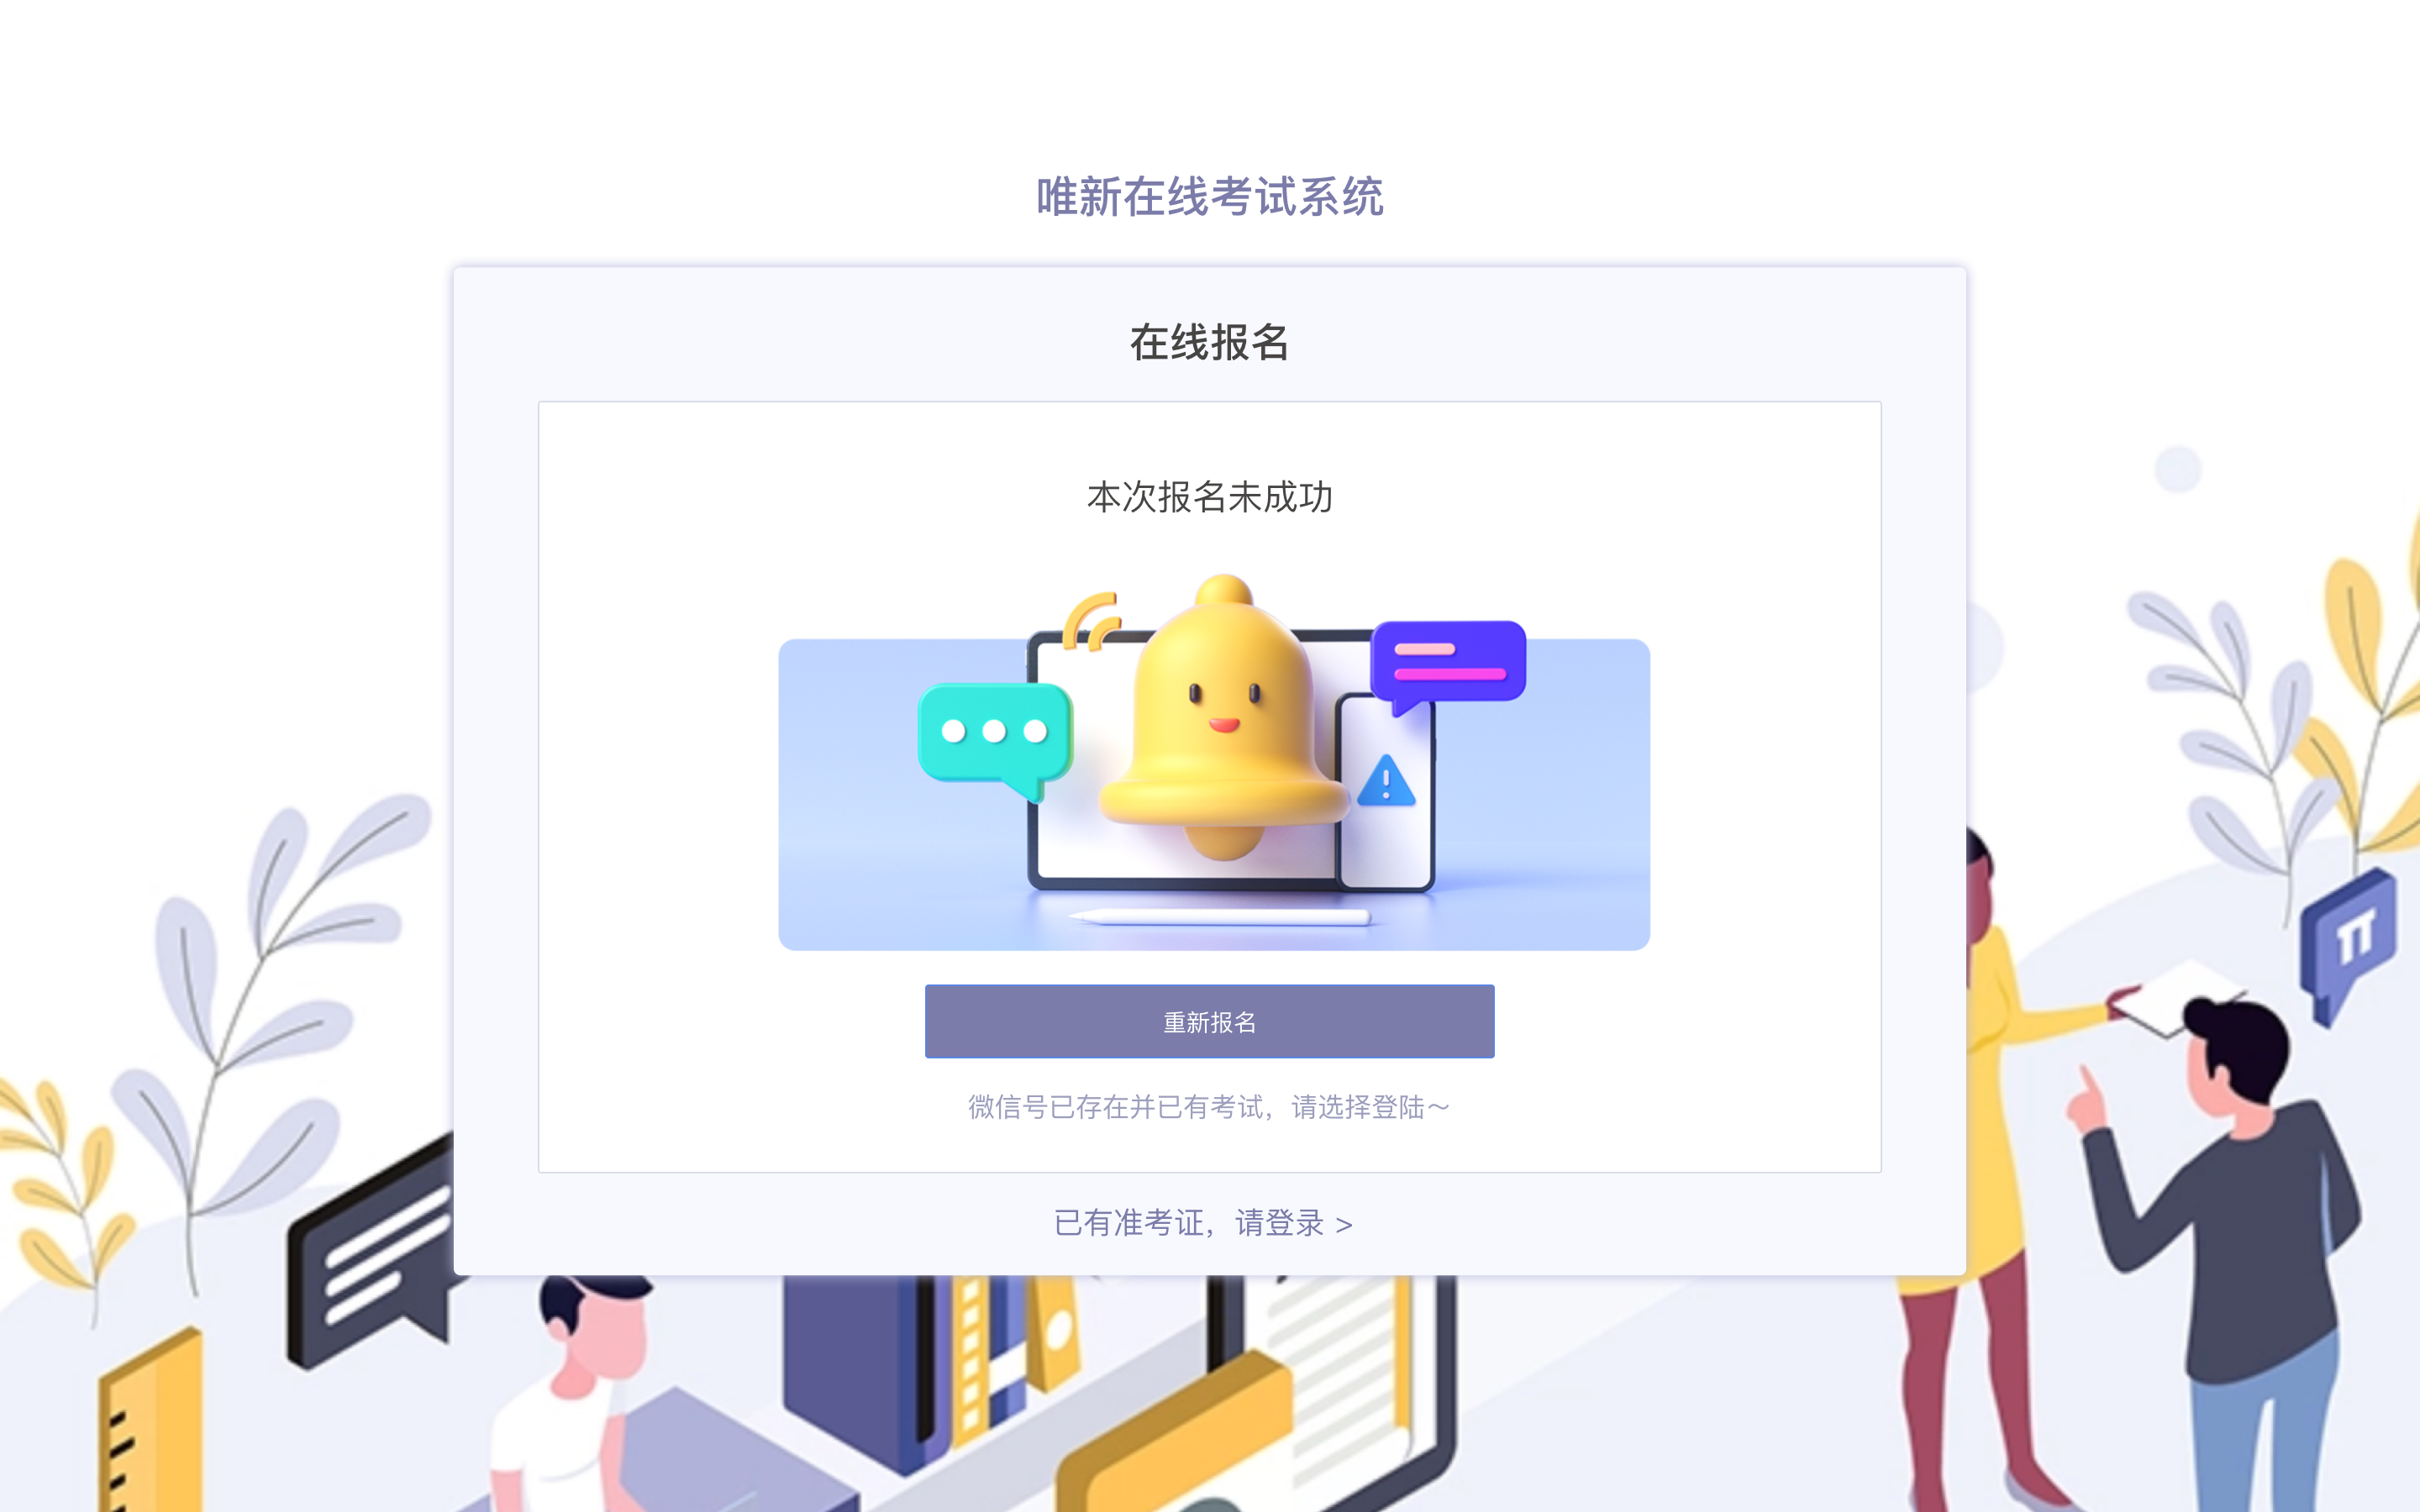 唯新在线考试系统
在线报名
本次报名未成功
重新报名
微信号已存在并已有考试，请选择登陆～
已有准考证，请登录 >